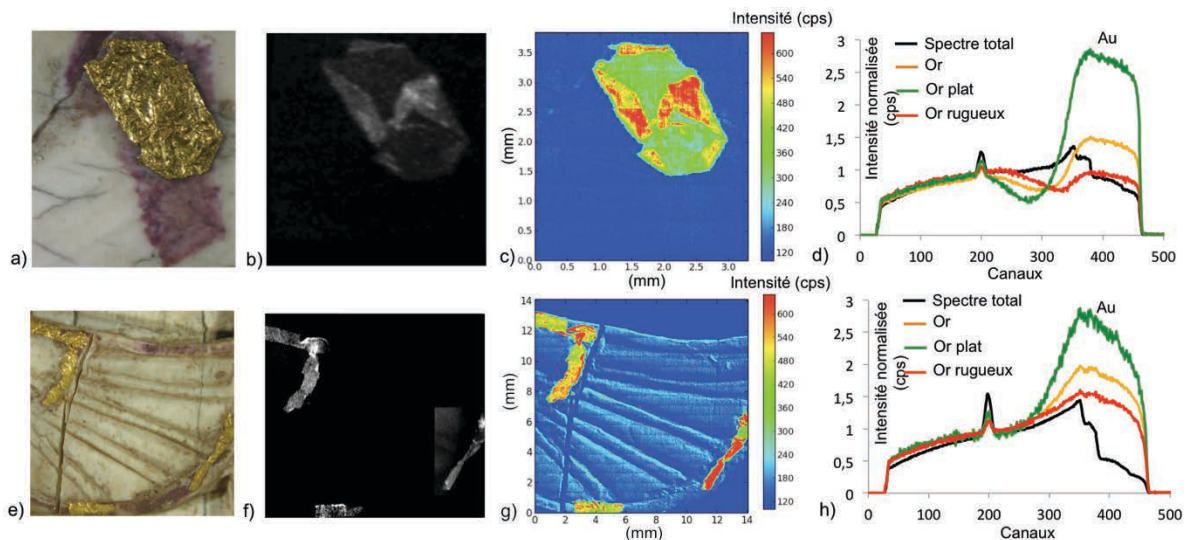 a)
b)
Intensité (cps)
3.5
3.0
2.5
2.0
1.5
1.0
0.5
0.0
(mm)
0.0 0.5 1.0 1.5 2.0 2.5 3.0
(mm)
600
540
480
420
360
300
240
180
120
c)
3
2,5
2
1,5
1
0,5
0
Intensité normalisée
(cps)
Spectre total
Or
Or plat
Or rugueux
Au
0 100 200 300 400 500
Canaux
d)
e)
f)
Intensité (cps)
14
12
10
8
6
4
2
0
(mm)
0 2 4 6 8 10 12 14
(mm)
600
540
480
420
360
300
240
180
120
g)
3
2,5
2
1,5
1
0,5
0
Intensité normalisée
(cps)
Spectre total
Or
Or plat
Or rugueux
Au
0 100 200 300 400 500
Canaux
h)